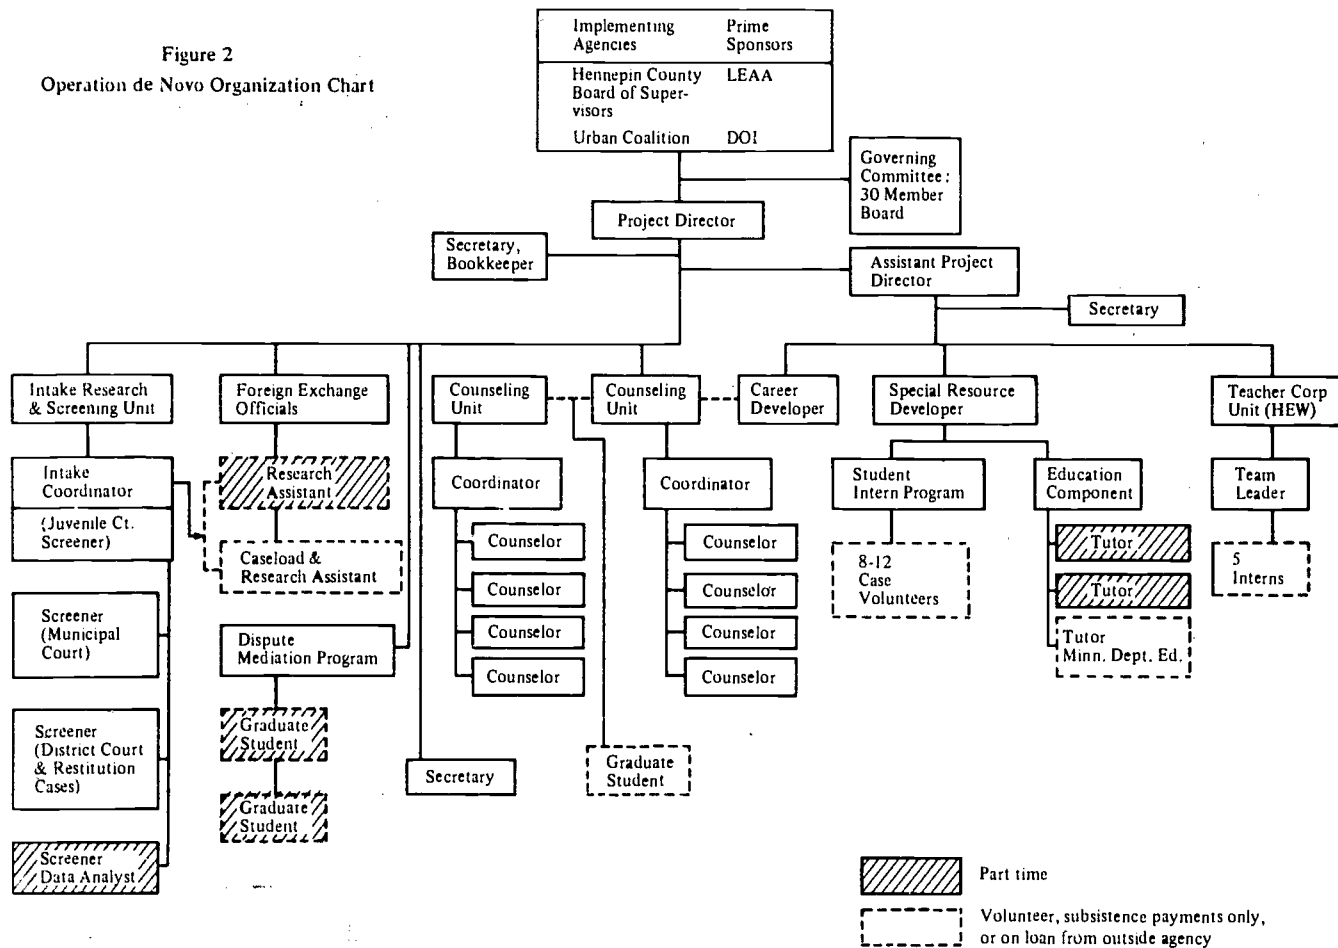 Figure 2
Operation de Novo Organization Chart
Implementing Agencies
Prime Sponsors
Hennepin County
Board of Super-
visors
LEAA
Urban Coalition
DOI
Governing
Committee:
30 Member
Board
Project Director
Secretary,
Bookkeeper
Assistant Project
Director
Secretary
Intake Research
& Screening Unit
Foreign Exchange
Officials
Counseling
Unit
Counseling
Unit
Career
Developer
Special Resource
Developer
Teacher Corp
Unit (HEW)
Intake
Coordinator
(Juvenile Ct.
Screener)
Research
Assistant
Coordinator
Coordinator
Student
Intern Program
Education
Component
Team
Leader
Caseload &
Research Assistant
Counselor
Counselor
Counselor
Counselor
Counselor
Counselor
Counselor
Counselor
8-12
Case
Volunteers
Tutor
Tutor
Tutor
Minn. Dept. Ed.
5
Interns
Screener
(Municipal
Court)
Dispute
Mediation Program
Screener
(District Court
& Restitution
Cases)
Graduate
Student
Graduate
Student
Secretary
Graduate
Student
Screener
Data Analyst
Part time
Volunteer, subsistence payments only,
or on loan from outside agency